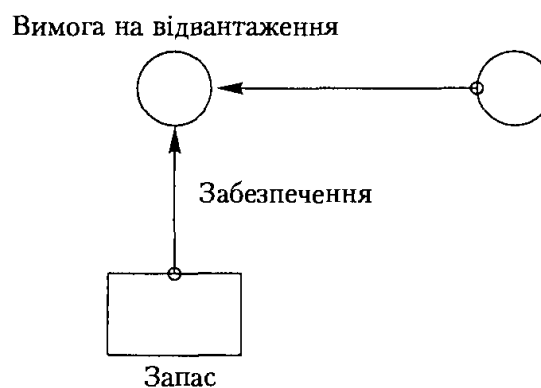 Вимога на відвантаження
Забезпечення
Запас